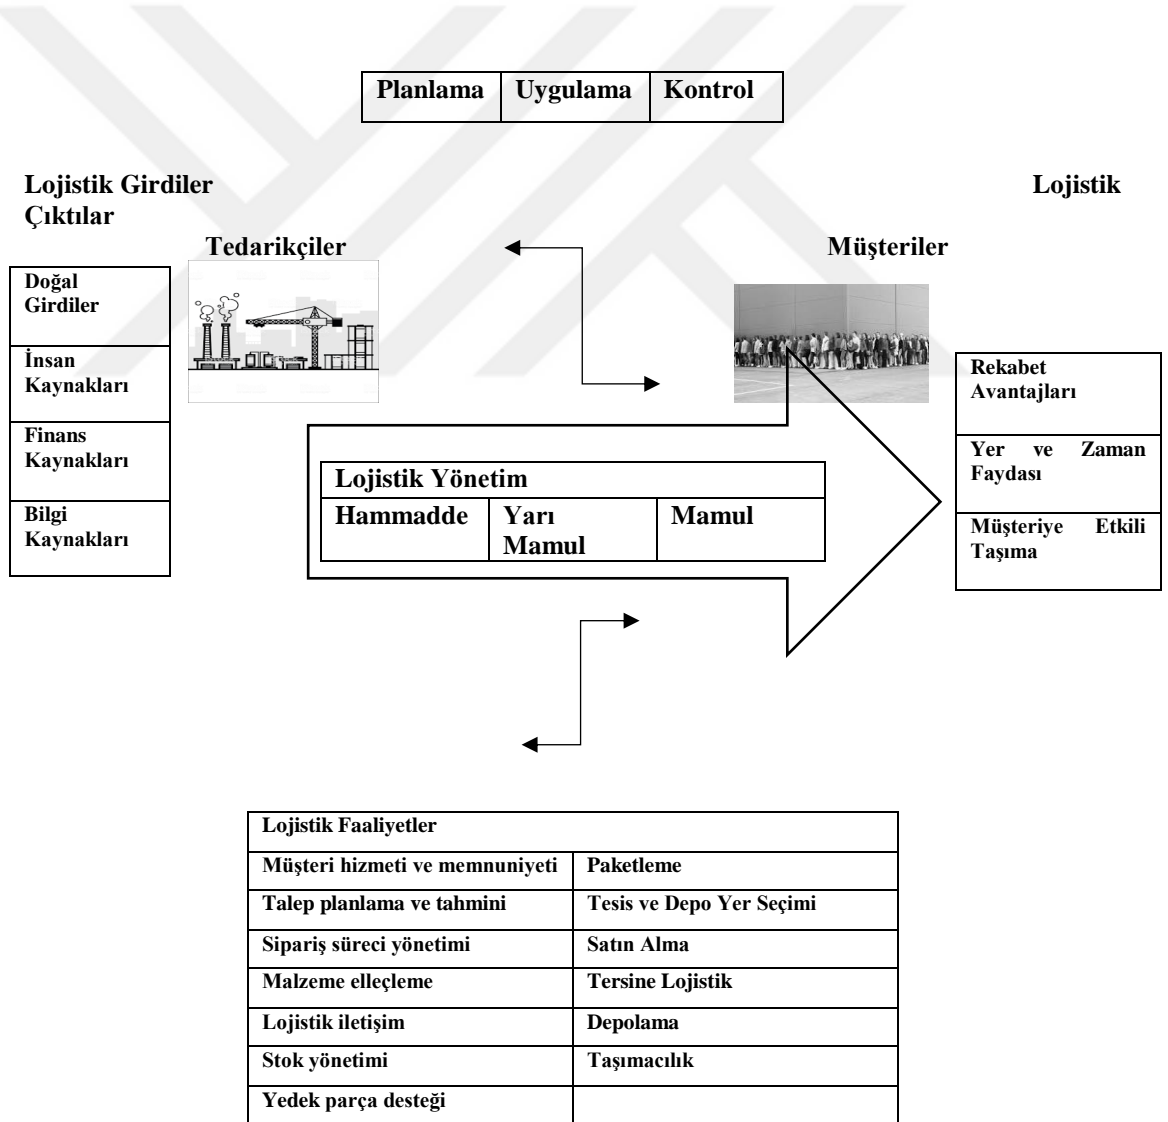 Planlama Uygulama Kontrol
Lojistik Girdiler Lojistik
Çıktılar
Tedarikçiler Müşteriler
Doğal
Girdiler
İnsan
Kaynakları
Finans
Kaynakları
Bilgi
Kaynakları
Lojistik Yönetim
Hammadde Yarı Mamul
Mamul
Rekabet
Avantajları
Yer ve Zaman
Faydası
Müşteriye Etkili
Taşıma
Lojistik Faaliyetler
Müşteri hizmeti ve memnuniyeti Paketleme
Talep planlama ve tahmini Tesis ve Depo Yer Seçimi
Sipariş süreci yönetimi Satın Alma
Malzeme elleçleme Tersine Lojistik
Lojistik iletişim Depolama
Stok yönetimi Taşımacılık
Yedek parça desteği